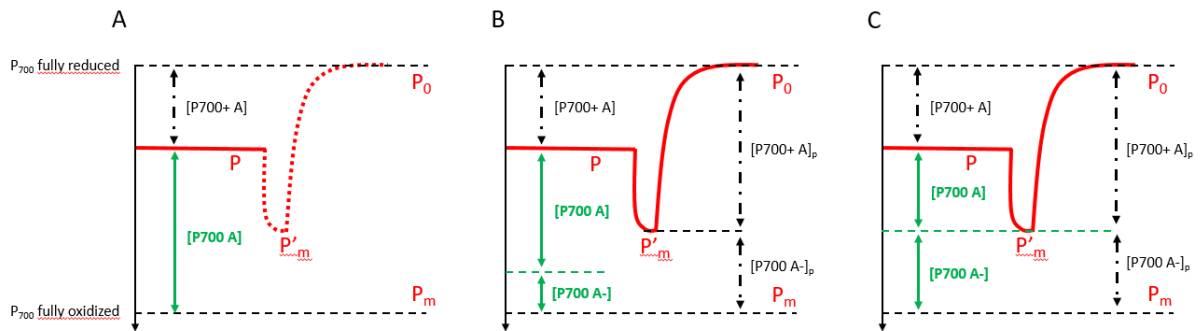 A
B
C
P700 fully reduced
P0
P0
P0
[P700+ A]
[P700+ A]
[P700+ A]
[P700+ A]p
[P700+ A]p
P
P
P
[P700 A]
[P700 A]
[P700 A]
P'm
P'm
P'm
[P700 A-]p
[P700 A-]p
[P700 A-]
[P700 A-]
Pm
Pm
Pm
P700 fully oxidized